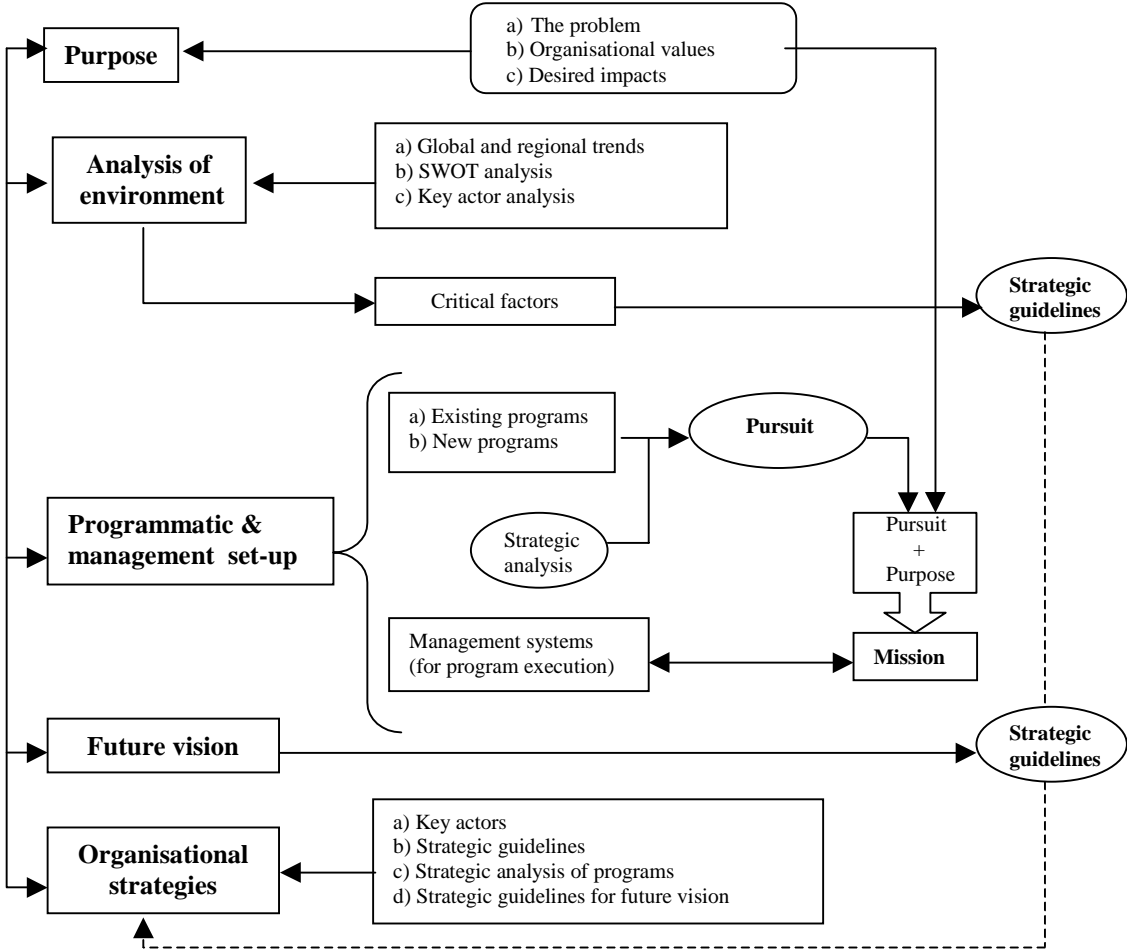 Purpose
a) The problem
b) Organisational values
c) Desired impacts
Analysis of
environment
a) Global and regional trends
b) SWOT analysis
c) Key actor analysis
Critical factors
Strategic
guidelines
Programmatic &
management set-up
a) Existing programs
b) New programs
Pursuit
Strategic
analysis
Pursuit
+
Purpose
Management systems
(for program execution)
Mission
Future vision
Strategic
guidelines
Organisational
strategies
a) Key actors
b) Strategic guidelines
c) Strategic analysis of programs
d) Strategic guidelines for future vision